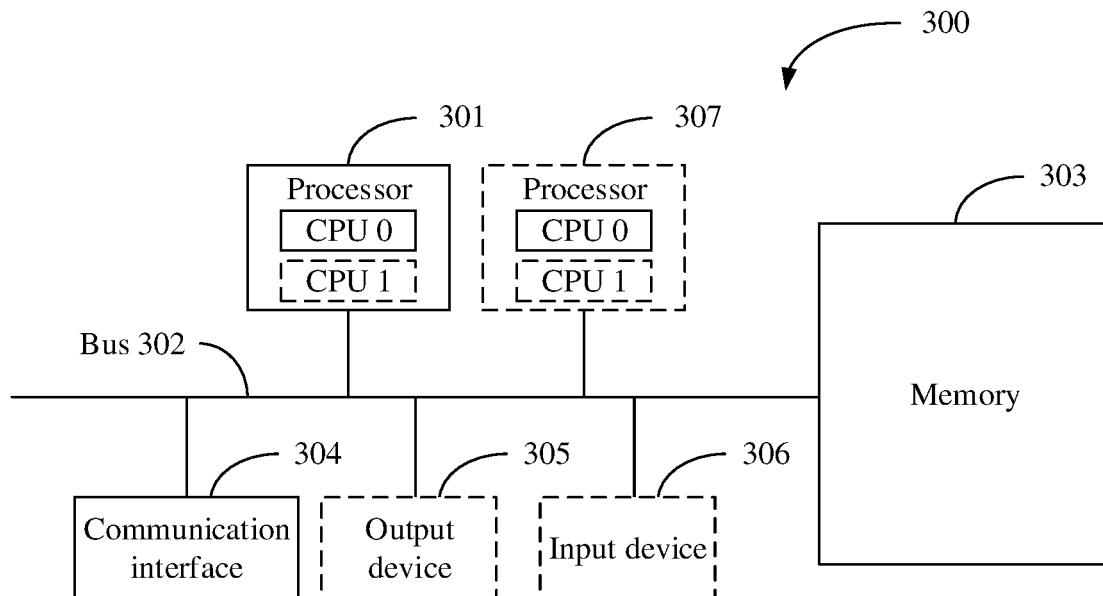 300
301
307
303
Processor
CPU 0
CPU 1
Processor
CPU 0
CPU 1
Bus 302
Memory
304
305
306
Communication
interface
Output
device
Input device